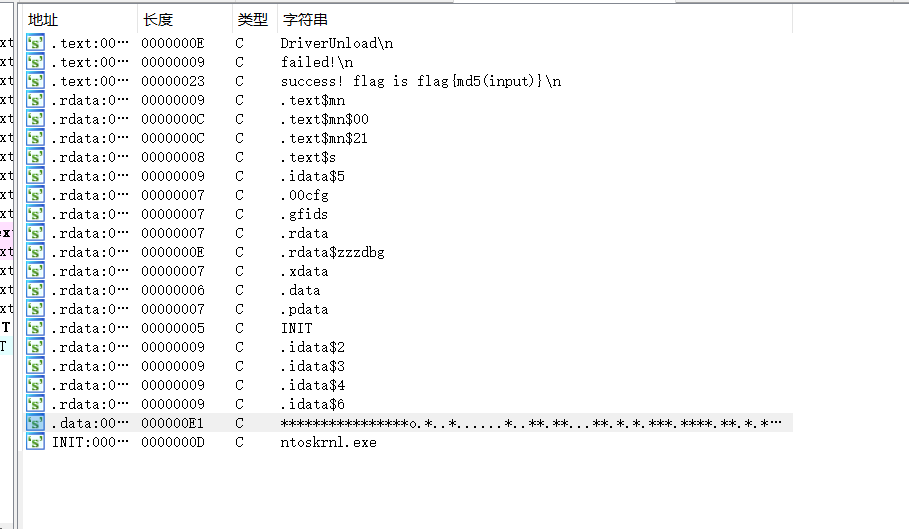 地址 长度 类型 字符串
.text:00… 0000000E C DriverUnload\n
.text:00… 00000009 C failed!\n
.text:00… 00000023 C success! flag is flag{md5(input)}\n
.rdata:0… 00000009 C .text$mn
.rdata:0… 0000000C C .text$mn$00
.rdata:0… 0000000C C .text$mn$21
.rdata:0… 00000008 C .text$s
.rdata:0… 00000009 C .idata$5
.rdata:0… 00000007 C .00cfg
.rdata:0… 00000007 C .gfids
.rdata:0… 00000007 C .rdata
.rdata:0… 0000000E C .rdata$zzzdbg
.rdata:0… 00000007 C .xdata
.rdata:0… 00000006 C .data
.rdata:0… 00000007 C .pdata
.rdata:0… 00000005 C INIT
.rdata:0… 00000009 C .idata$2
.rdata:0… 00000009 C .idata$3
.rdata:0… 00000009 C .idata$4
.rdata:0… 00000009 C .idata$6
.data:00… 000000E1 C ****************o.*..*......*..**.**...**.*.*.***.****.**.*.*…
INIT:000… 0000000D C ntoskrnl.exe